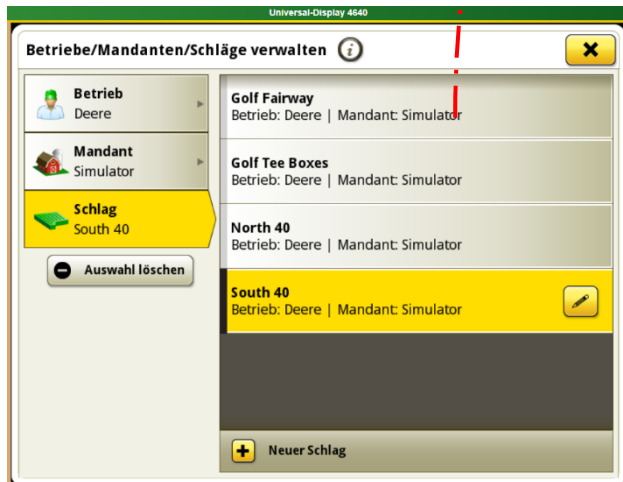 Universal-Display 4640
Betriebe/Mandanten/Schläge verwalten
Betrieb
Deere
Mandant
Simulator
Schlag
South 40
Auswahl löschen
Golf Fairway
Betrieb: Deere | Mandant: Simulator
Golf Tee Boxes
Betrieb: Deere | Mandant: Simulator
North 40
Betrieb: Deere | Mandant: Simulator
South 40
Betrieb: Deere | Mandant: Simulator
Neuer Schlag